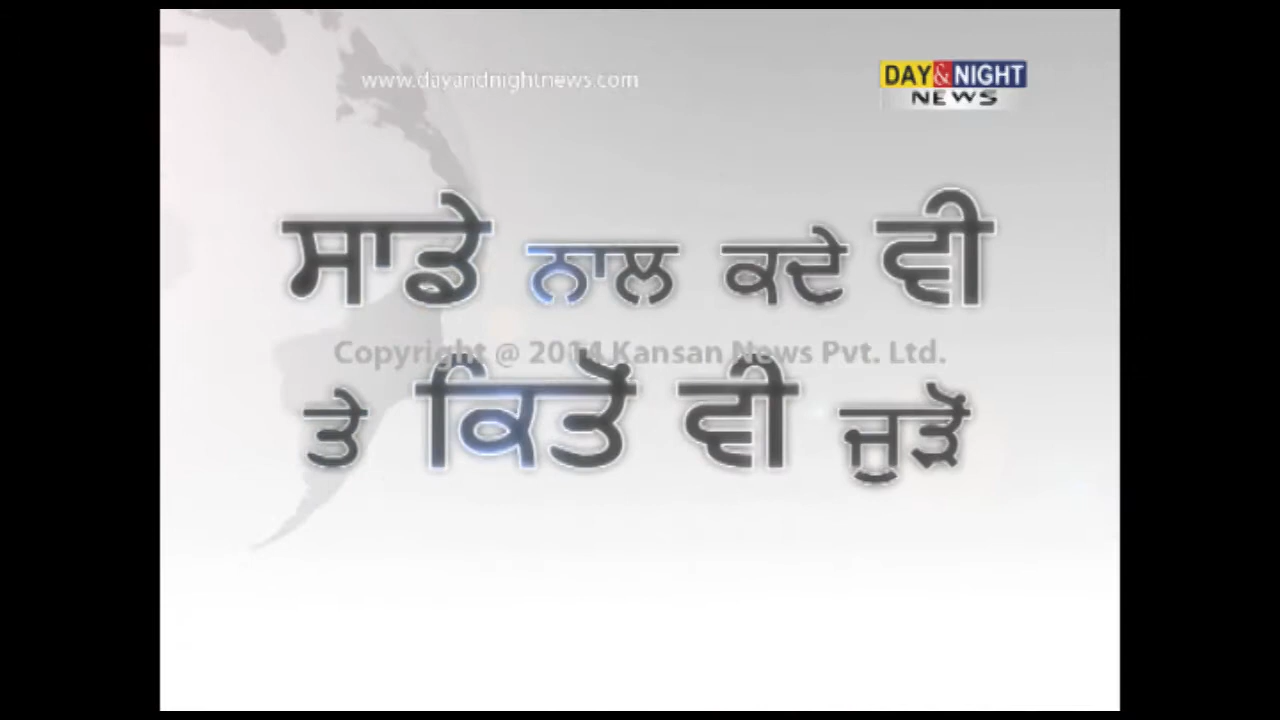 www.dayandnightnews.com
DAY & NIGHT
NEWS
ਸਾਡੇ ਨਾਲ ਕਦੇ ਵੀ
Copyright @ 2014 Kansan News Pvt. Ltd.
ਤੇ ਕਿਤੋਂ ਵੀ ਜੁੜੋਂ